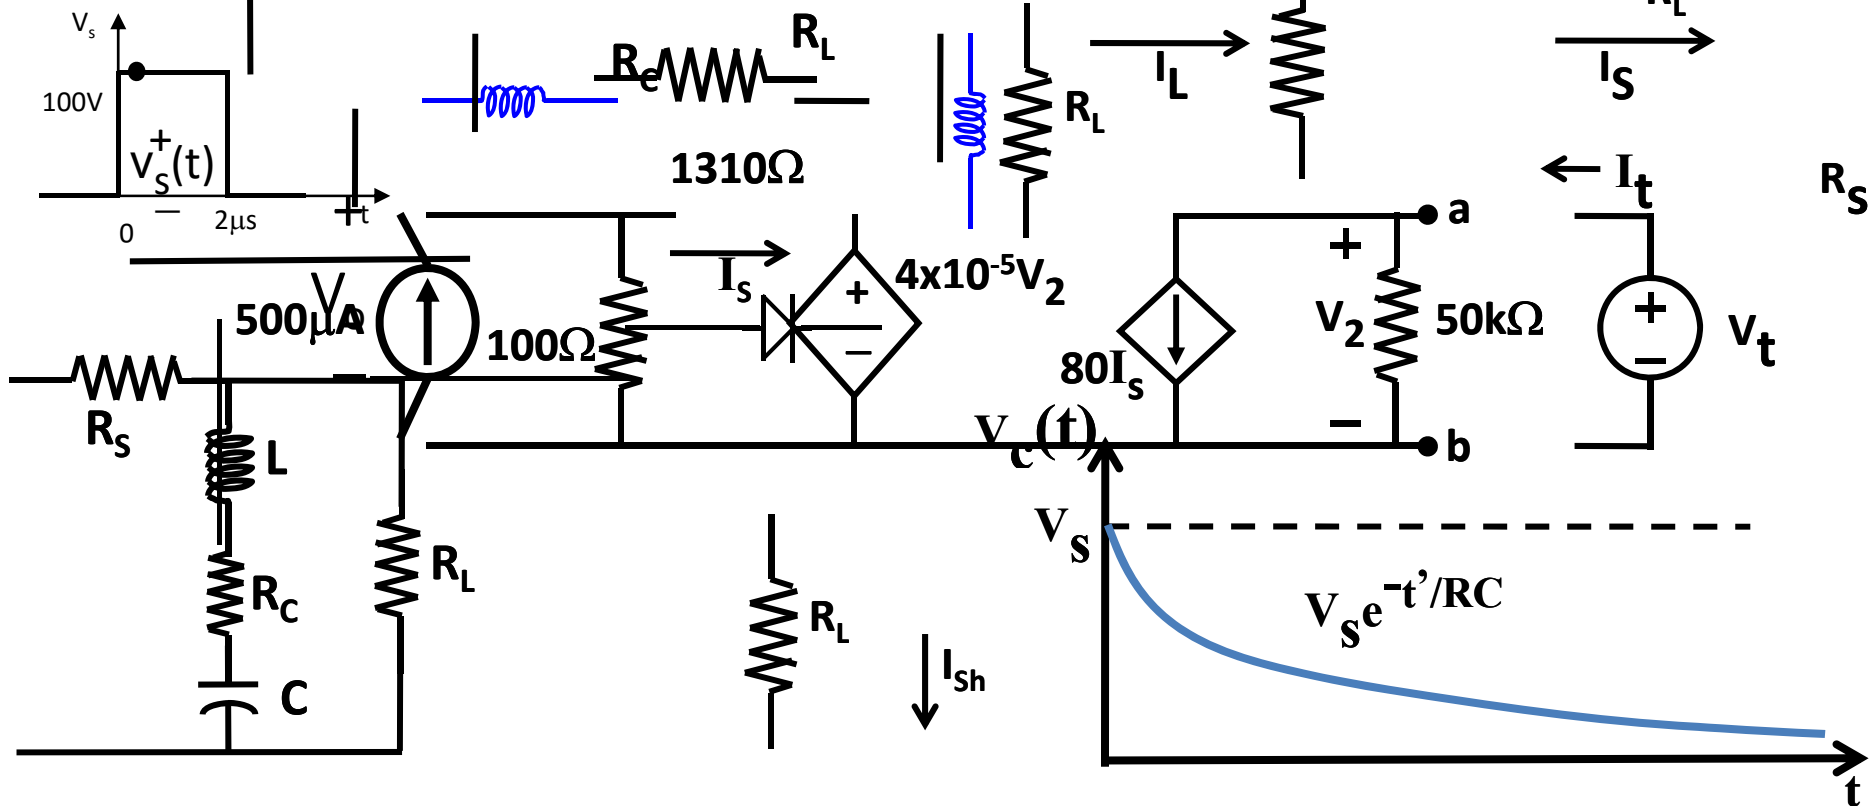 Vs
100V
+
vs(t)
−
0
2μs
+
t
Rc
RL
1310Ω
RL
IL
RL
IS
It
RS
V
500μA
100Ω
Is
+
−
4x10-5V2
80Is
a
+
V2
−
50kΩ
b
+
−
Vt
RS
L
RC
C
RL
RL
ISh
Vc(t)
Vs
Vse−t’/RC
t